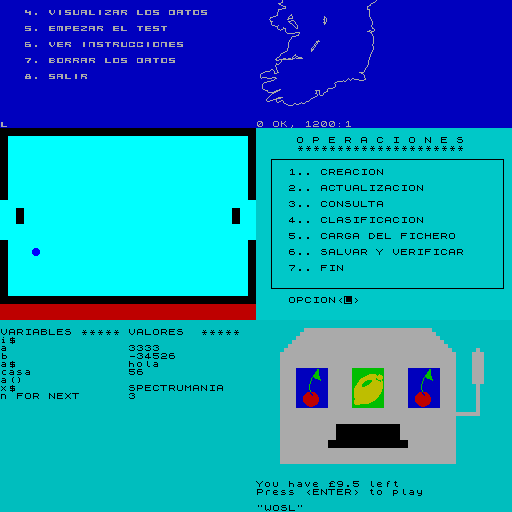 4. VISUALIZAR LOS DATOS
5. EMPEZAR EL TEST
6. VER INSTRUCCIONES
7. BORRAR LOS DATOS
8. SALIR
L
0 OK, 1200:1
O P E R A C I O N E S
*********************
1.. CREACION
2.. ACTUALIZACION
3.. CONSULTA
4.. CLASIFICACION
5.. CARGA DEL FICHERO
6.. SALVAR Y VERIFICAR
7.. FIN
OPCION< >
VARIABLES ***** VALORES *****
i$
a 3333
b -34526
a$ hola
casa 56
a()
x$ SPECTRUMANIA
n FOR NEXT 3
You have £9.5 left
Press <ENTER> to play
"WOSL"